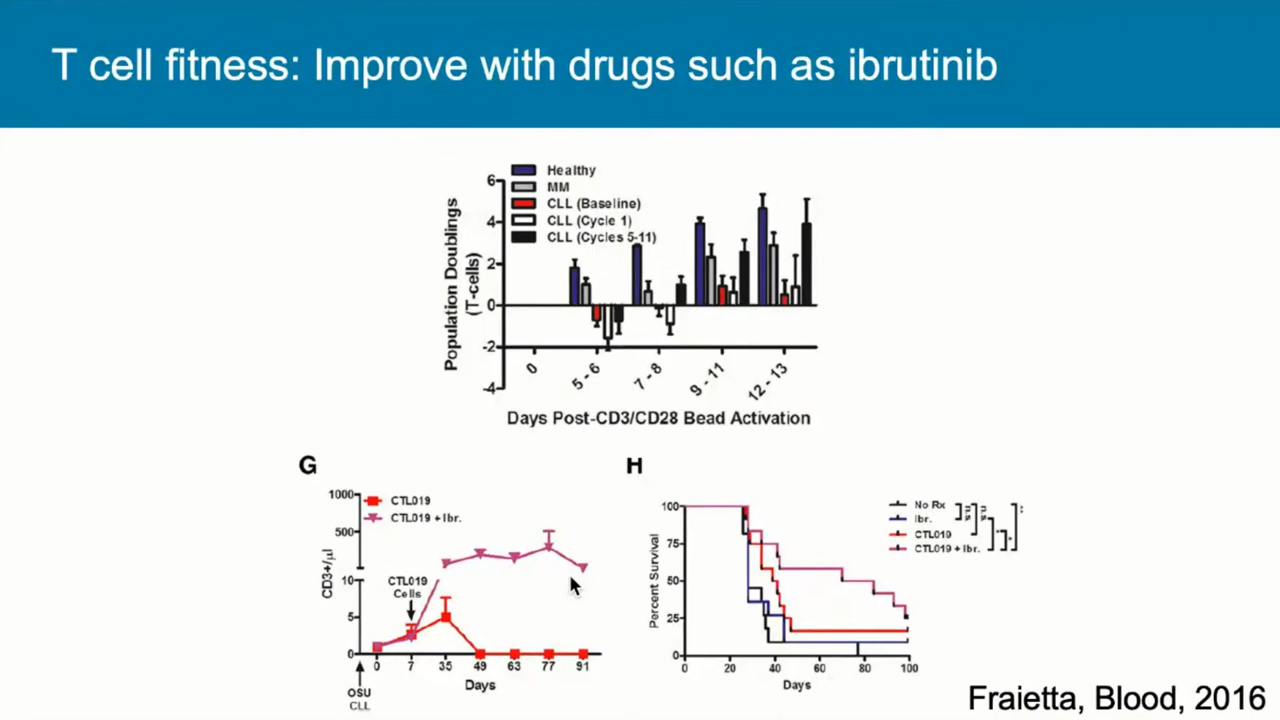 T cell fitness: Improve with drugs such as ibrutinib
Healthy
MM
CLL (Baseline)
CLL (Cycle 1)
CLL (Cycles 5-11)
Population Doublings
(T-cells)
6
4
2
0
-2
-4
0
5 - 6
7 - 8
9 - 11
12 - 13
Days Post-CD3/CD28 Bead Activation
G
CTL019
CTL019 + Ibr.
CD3+/µl
1000
500
10
5
0
CTL019
Cells
0 7 35 49 63 77 91
Days
OSU
CLL
H
No Rx
Ibr.
CTL019
CTL019 + Ibr.
n.s
n.s
*
*
Percent Survival
100
75
50
25
0
0 20 40 60 80 100
Days
Fraietta, Blood, 2016